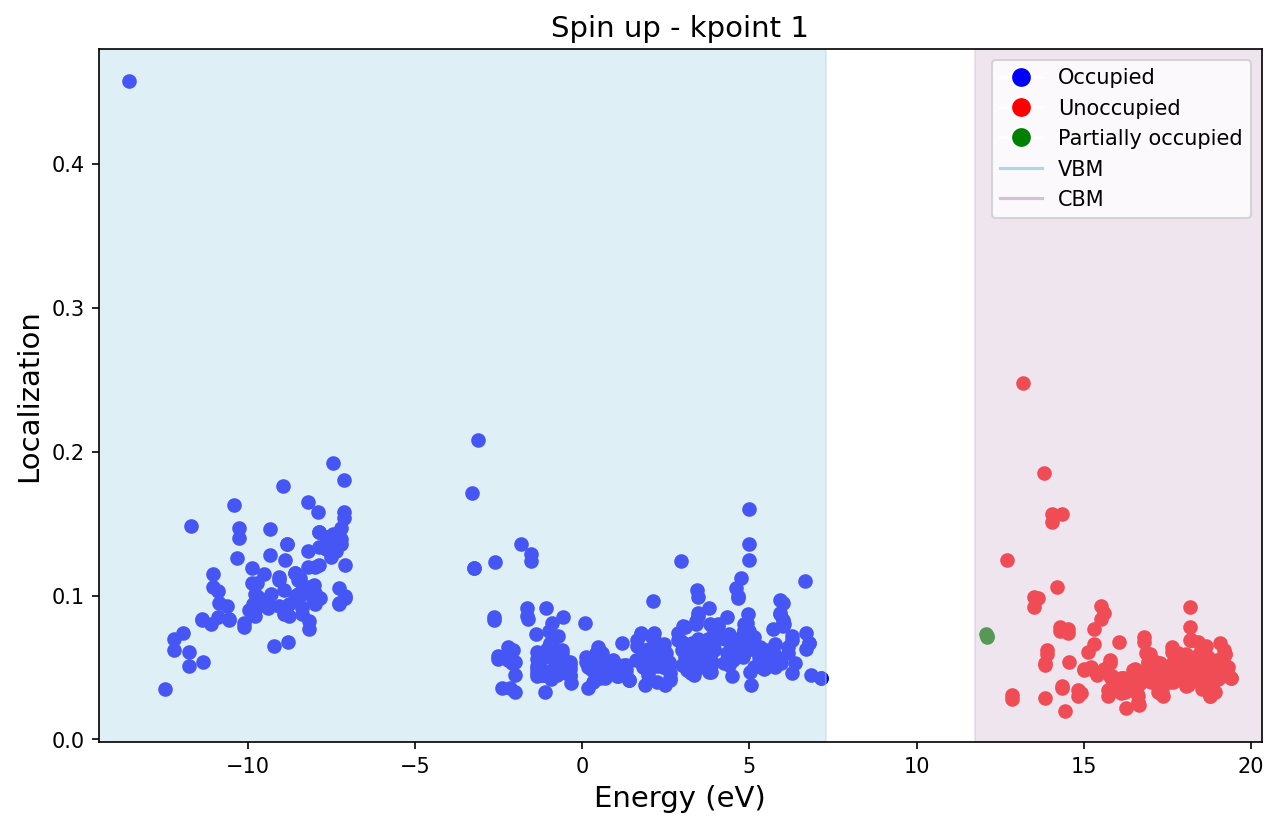 Spin up - kpoint 1
Localization
0.4
0.3
0.2
0.1
0.0
−10
−5
0
5
10
15
20
Energy (eV)
Occupied
Unoccupied
Partially occupied
VBM
CBM